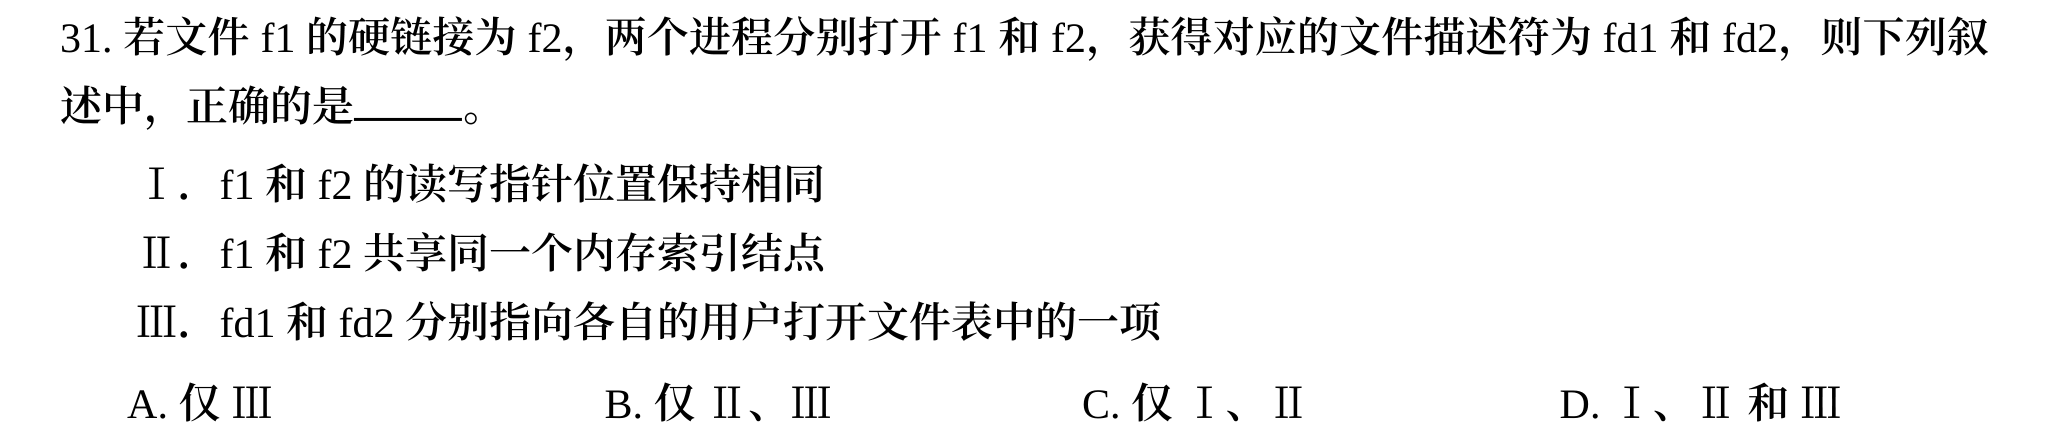 31. 若文件 f1 的硬链接为 f2，两个进程分别打开 f1 和 f2，获得对应的文件描述符为 fd1 和 fd2，则下列叙
述中，正确的是_____。
Ⅰ．f1 和 f2 的读写指针位置保持相同
Ⅱ．f1 和 f2 共享同一个内存索引结点
Ⅲ．fd1 和 fd2 分别指向各自的用户打开文件表中的一项
A. 仅 Ⅲ B. 仅 Ⅱ、Ⅲ C. 仅 Ⅰ、Ⅱ D. Ⅰ、Ⅱ 和 Ⅲ